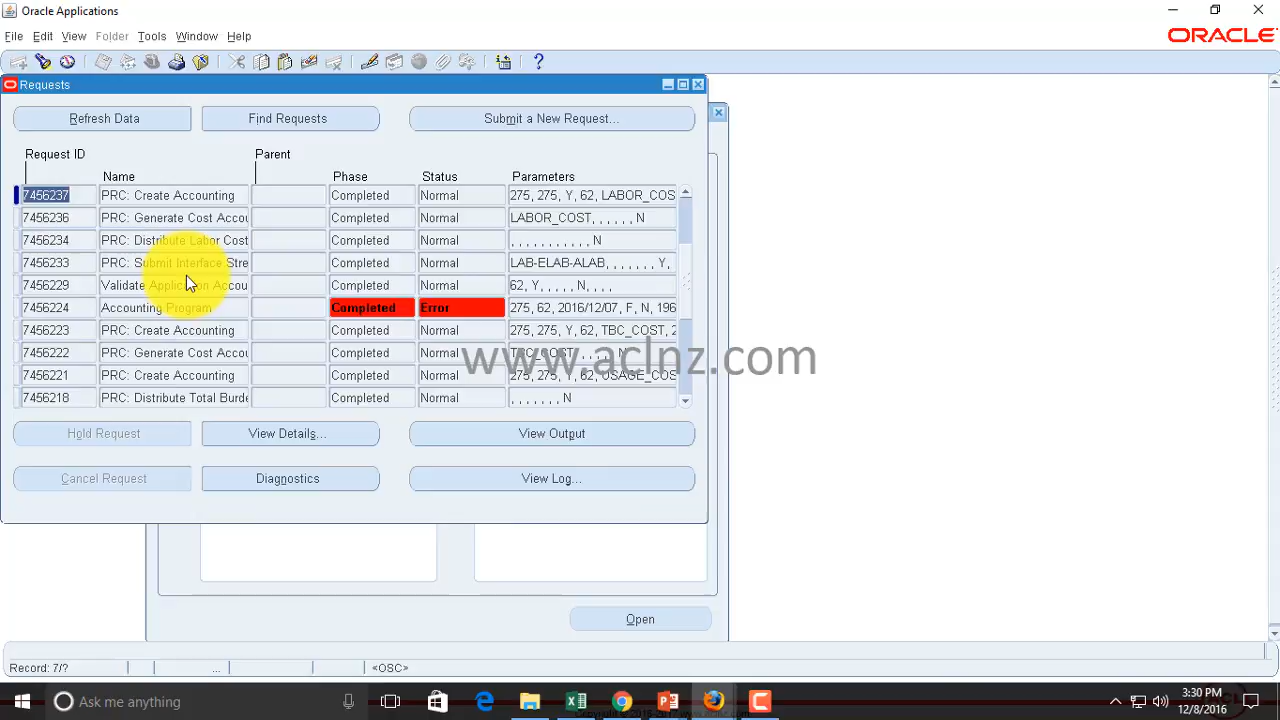 Oracle Applications
File Edit View Folder Tools Window Help
ORACLE
Requests
Refresh Data Find Requests Submit a New Request...
Request ID Parent
Name Phase Status Parameters
7456237 PRC: Create Accounting Completed Normal 275, 275, Y, 62, LABOR_COS
7456236 PRC: Generate Cost Accou Completed Normal LABOR_COST, , , , , , N
7456234 PRC: Distribute Labor Cost Completed Normal , , , , , , , , , , , N
7456233 PRC: Submit Interface Stre Completed Normal LAB-ELAB-ALAB, , , , , , , Y,
7456229 Validate Application Accou Completed Normal 62, Y, , , , , N, , , ,
7456224 Accounting Program Completed Error 275, 62, 2016/12/07, F, N, 196
7456223 PRC: Create Accounting Completed Normal 275, 275, Y, 62, TBC_COST, 2
7456222 PRC: Generate Cost Accou Completed Normal TBC_COST, , , , , , N
7456221 PRC: Create Accounting Completed Normal 275, 275, Y, 62, USAGE_COS
7456218 PRC: Distribute Total Burde Completed Normal , , , , , , , N
www.aclnz.com
Hold Request View Details... View Output
Cancel Request Diagnostics View Log...
Open
Record: 7/? ... <OSC>
Ask me anything
3:30 PM
12/8/2016